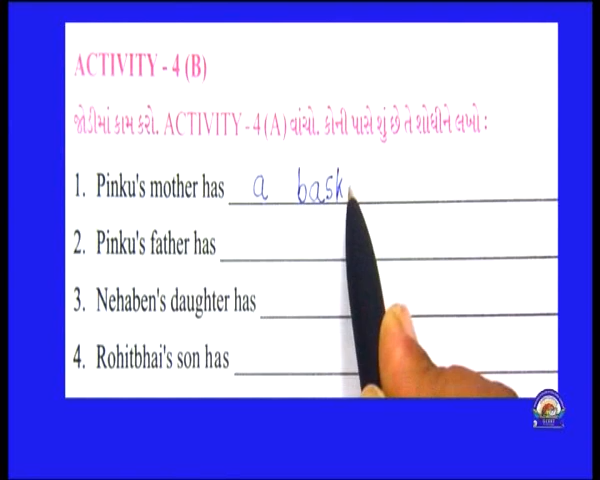 ACTIVITY - 4 (B)
જોડીમાં કામ કરો. ACTIVITY - 4 (A) વાંચો. કોની પાસે શું છે તે શોધીને લખો :
1. Pinku's mother has a bask
2. Pinku's father has
3. Nehaben's daughter has
4. Rohitbhai's son has